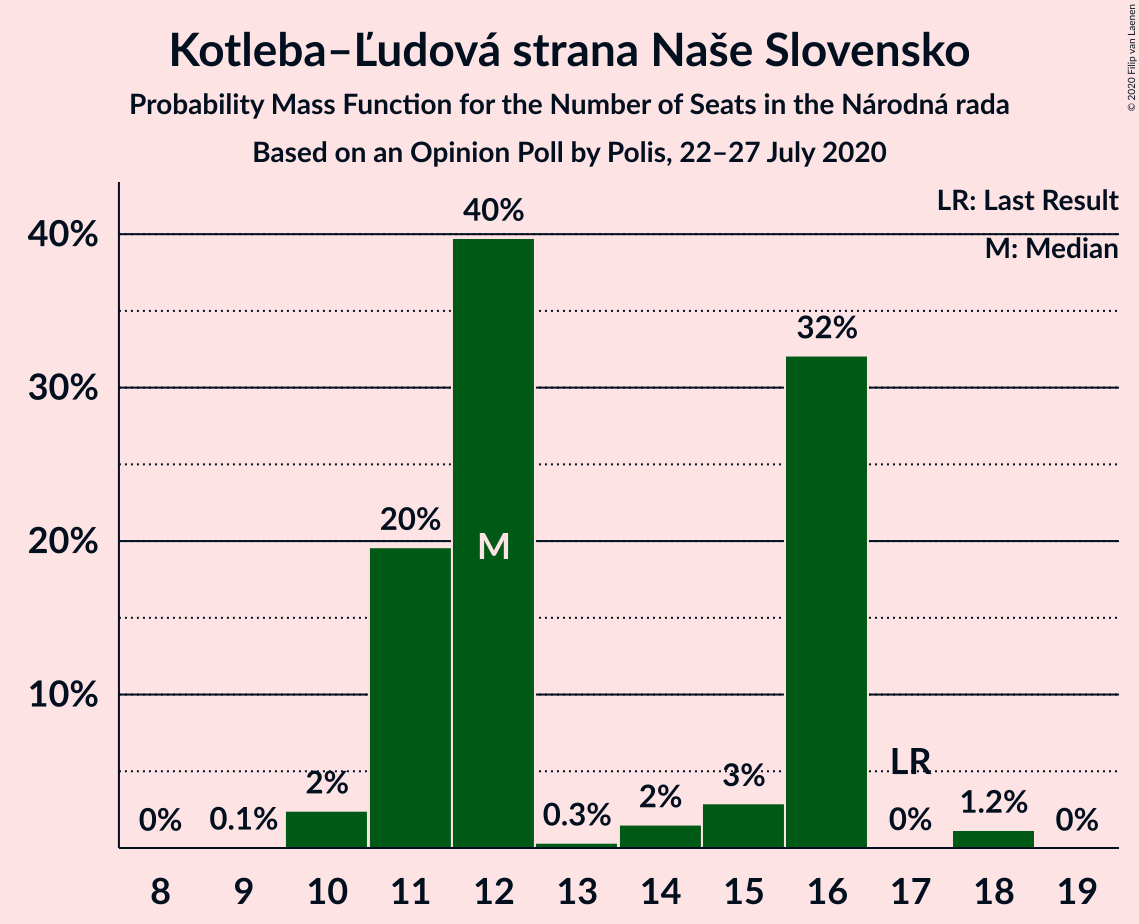 Kotleba–Ľudová strana Naše Slovensko
Probability Mass Function for the Number of Seats in the Národná rada
Based on an Opinion Poll by Polis, 22–27 July 2020
© 2020 Filip van Laenen
LR: Last Result
M: Median
40%
30%
20%
10%
0%
0.1%
2%
20%
40%
M
0.3%
2%
3%
32%
LR
0%
1.2%
0%
8 9 10 11 12 13 14 15 16 17 18 19